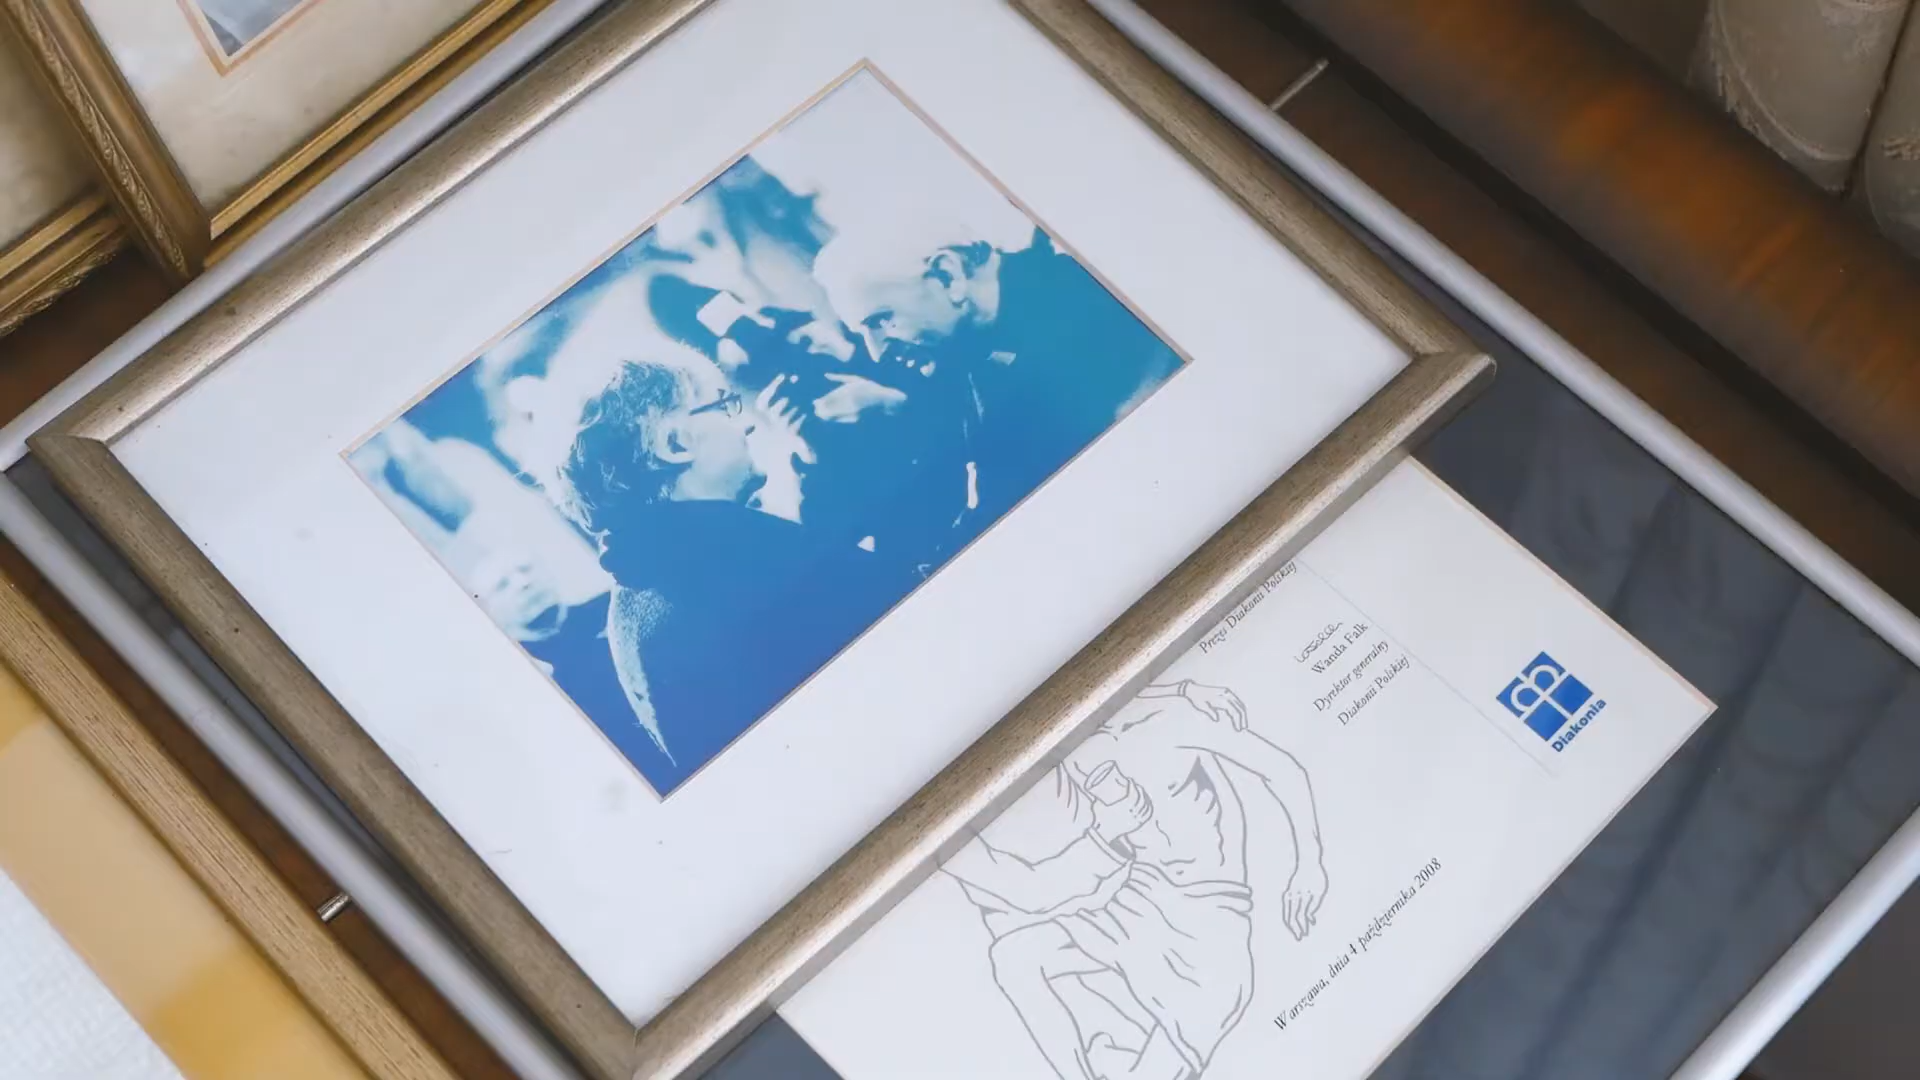 Prezes Diakonii Polskiej
Wanda Falk
Dyrektor generalny
Diakonii Polskiej
Diakonia
Warszawa, dnia 4 października 2008